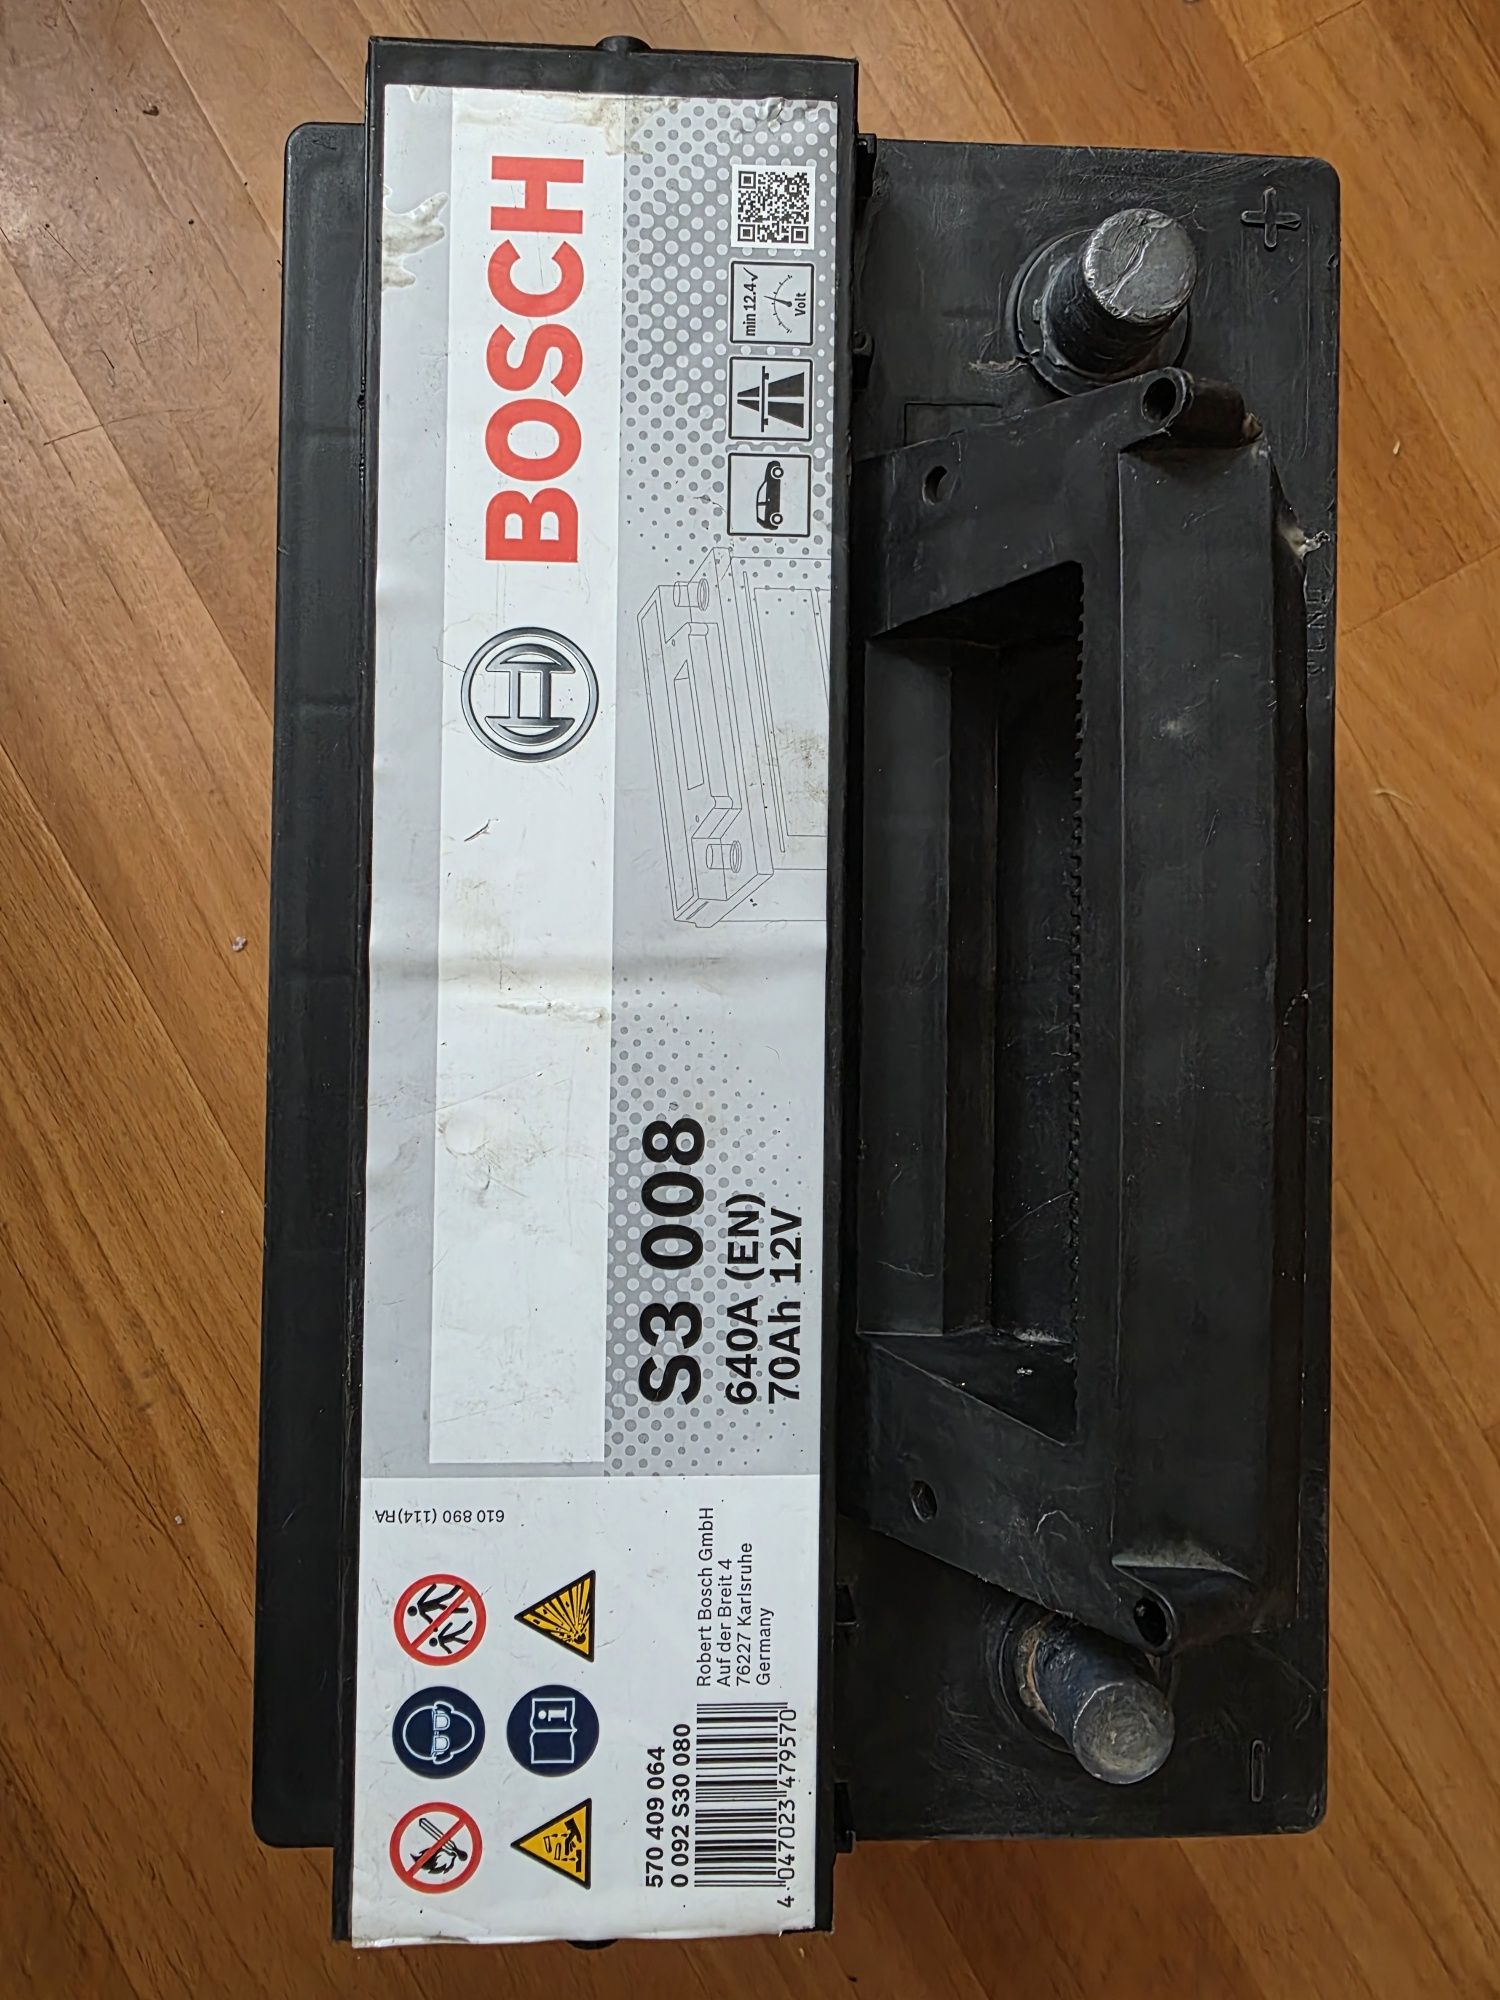 BOSCH
min 12.4✓
Volt
S3 008
640A (EN)
70Ah 12V
610 890 (114)RA
Robert Bosch GmbH
Auf der Breit 4
76227 Karlsruhe
Germany
570 409 064
0 092 S30 080
4 047023 479570
+
-